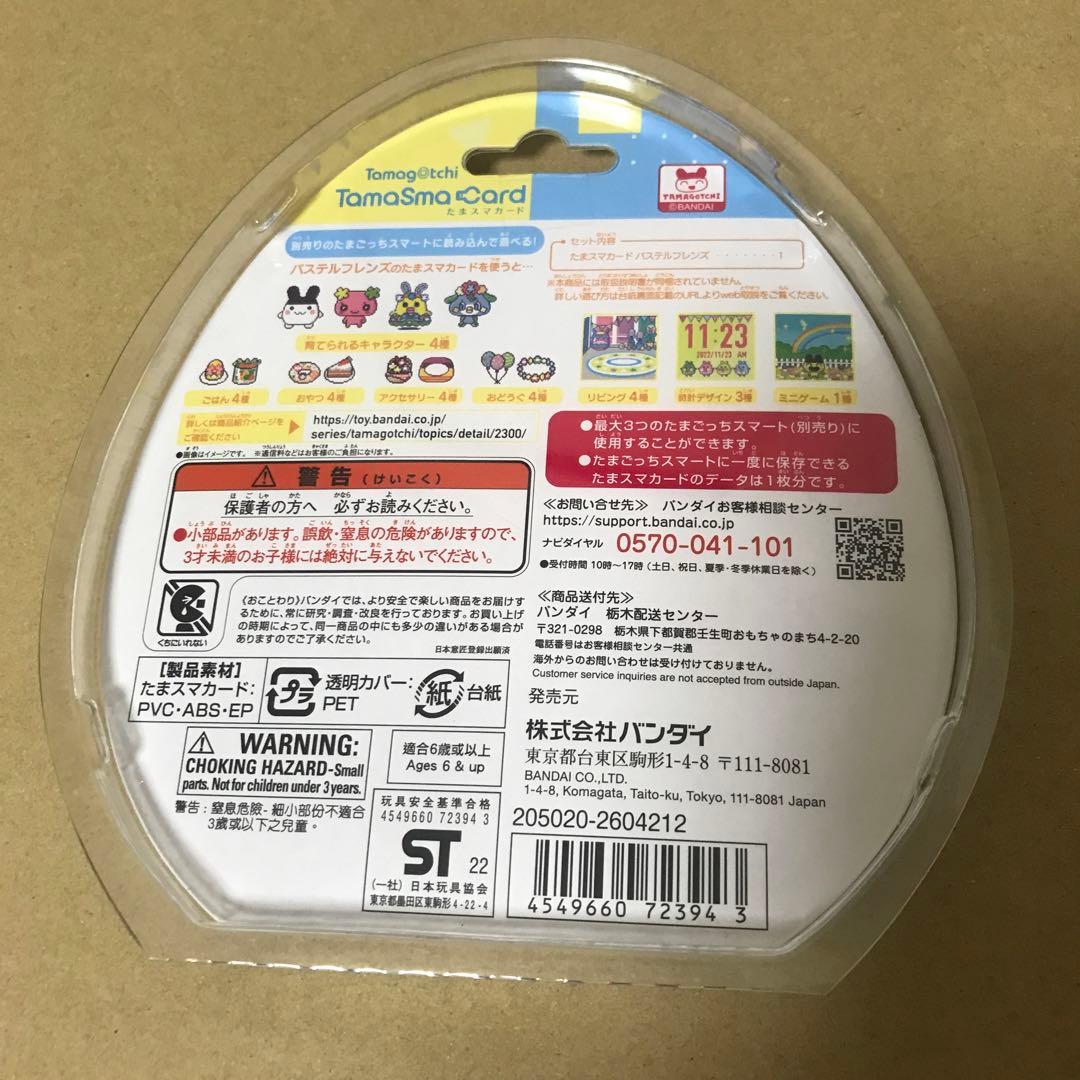 Tamagotchi
TamaSma Card
たまスマカード
TAMAGOTCHI
©BANDAI
別売りのたまごっちスマートに読み込んで遊べる!
パステルフレンズのたまスマカードを使うと…
育てられるキャラクター 4種
ごはん 4種
おやつ 4種
アクセサリー 4種
おどうぐ 4種
セット内容
たまスマカード パステルフレンズ ・・・・・・・1
※本商品には取扱説明書が同梱されていません。
詳しい遊び方は台紙裏面記載のURLよりweb取説をご覧ください。
11:23
2022/11/23 AM
リビング 4種
時計デザイン 3種
ミニゲーム 1種
詳しくは商品紹介ページを
ご確認ください
https://toy.bandai.co.jp/
series/tamagotchi/topics/detail/2300/
●画像はイメージです。 ※通信料などはお客様のご負担になります。
●最大3つのたまごっちスマート(別売り)に
使用することができます。
●たまごっちスマートに一度に保存できる
たまスマカードのデータは1枚分です。
警告(けいこく)
保護者の方へ 必ずお読みください。
●小部品があります。誤飲・窒息の危険がありますので、
3才未満のお子様には絶対に与えないでください。
くちにいれない
《おことわり》バンダイでは、より安全で楽しい商品をお届けす
るために、常に研究・調査・改良を行っております。お買い上げ
の時期によって、同一商品の中にも多少の違いがある場合が
ありますのでご了承ください。
日本意匠登録出願済
≪お問い合せ先≫ バンダイお客様相談センター
https://support.bandai.co.jp
ナビダイヤル 0570-041-101
●受付時間 10時～17時(土日、祝日、夏季・冬季休業日を除く)
≪商品送付先≫
バンダイ 栃木配送センター
〒321-0298 栃木県下都賀郡壬生町おもちゃのまち4-2-20
電話番号はお客様相談センター共通
海外からのお問い合わせは受け付けておりません。
Customer service inquiries are not accepted from outside Japan.
[製品素材]
たまスマカード:
PVC・ABS・EP
プラ
透明カバー:
PET
紙
台紙
WARNING:
CHOKING HAZARD-Small
parts. Not for children under 3 years.
警告 : 窒息危險 - 細小部份不適合
3歲或以下之兒童。
適合6歲或以上
Ages 6 & up
玩具安全基準合格
4549660 72394 3
ST 22
(一社)日本玩具協会
東京都墨田区東駒形4-22-4
発売元
株式会社バンダイ
東京都台東区駒形1-4-8 〒111-8081
BANDAI CO.,LTD.
1-4-8, Komagata, Taito-ku, Tokyo, 111-8081 Japan
205020-2604212
4549660 72394 3